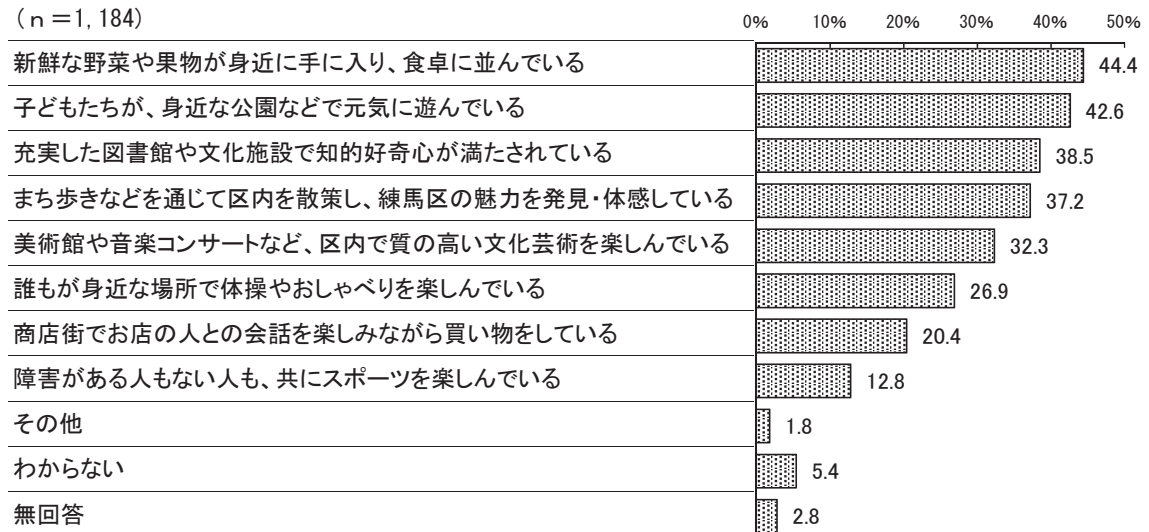 (n=1,184)
0% 10% 20% 30% 40% 50%
新鮮な野菜や果物が身近に手に入り、食卓に並んでいる 44.4
子どもたちが、身近な公園などで元気に遊んでいる 42.6
充実した図書館や文化施設で知的好奇心が満たされている 38.5
まち歩きなどを通じて区内を散策し、練馬区の魅力を発見・体感している 37.2
美術館や音楽コンサートなど、区内で質の高い文化芸術を楽しんでいる 32.3
誰もが身近な場所で体操やおしゃべりを楽しんでいる 26.9
商店街でお店の人との会話を楽しみながら買い物をしている 20.4
障害がある人もない人も、共にスポーツを楽しんでいる 12.8
その他 1.8
わからない 5.4
無回答 2.8